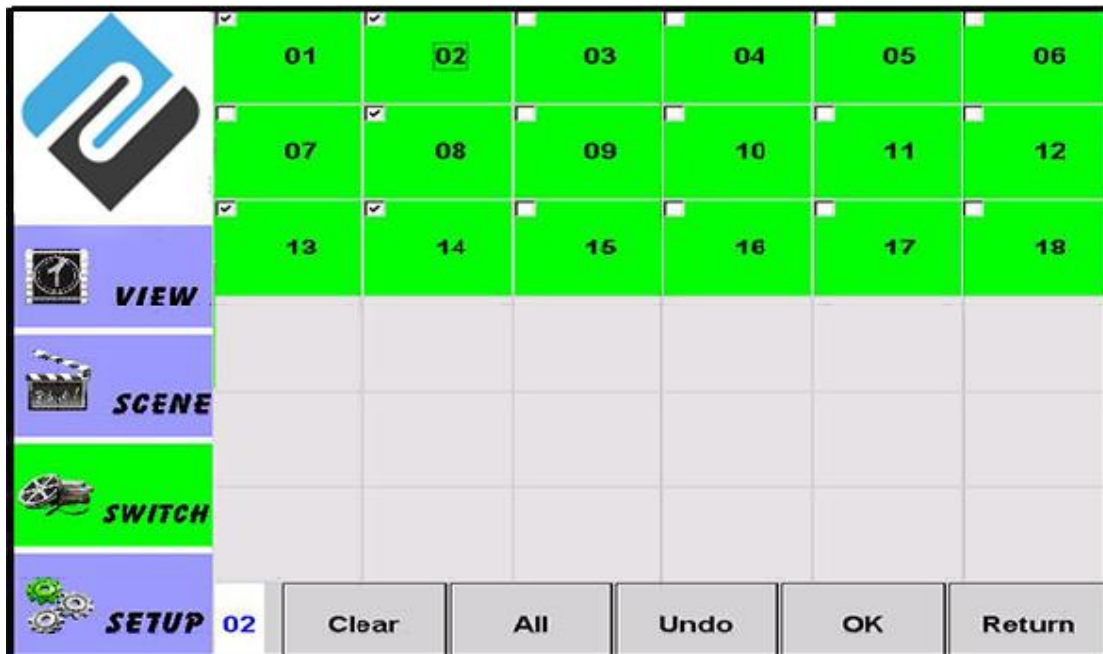 01 02 03 04 05 06
07 08 09 10 11 12
13 14 15 16 17 18
VIEW
SCENE
SWITCH
SETUP
02 Clear All Undo OK Return